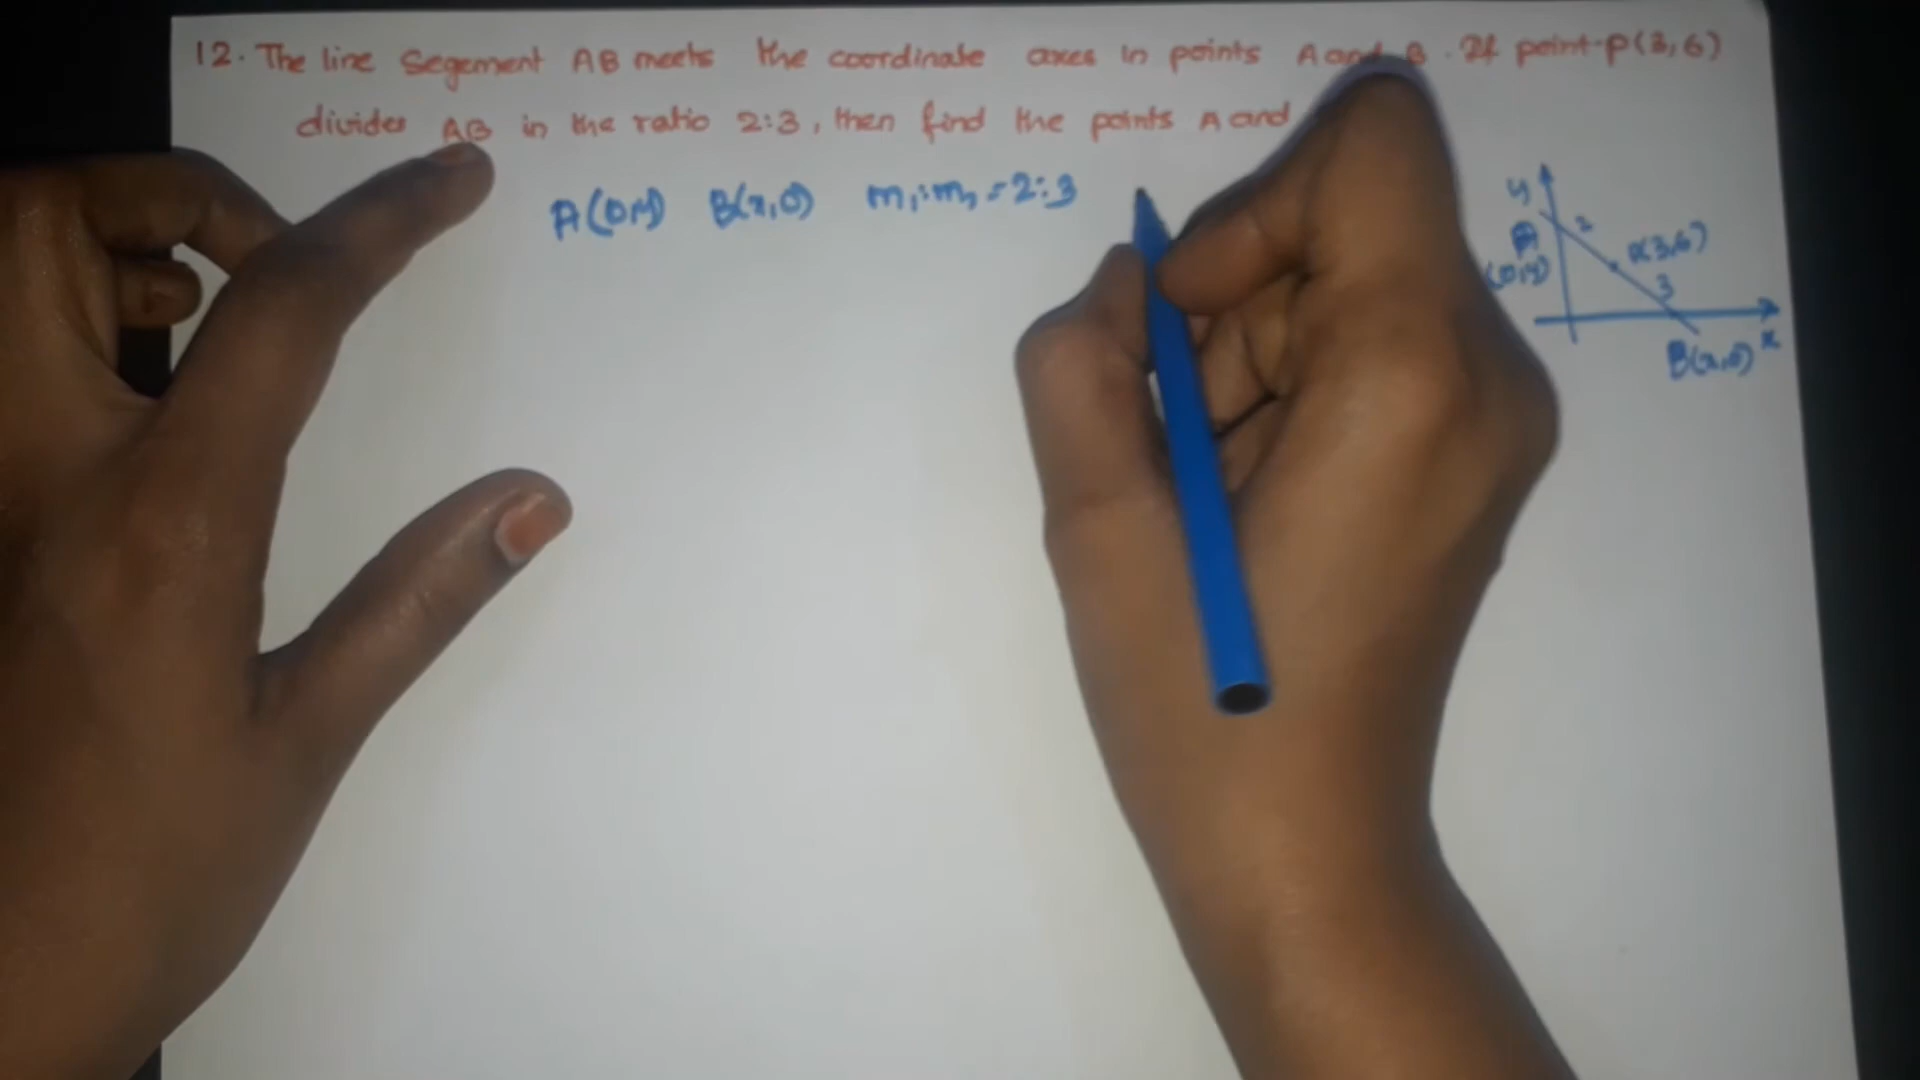 12. The line Segement AB meets the coordinate axes in points A and B. If point P(3,6)
divides AB in the ratio 2:3, then find the points A and
A(0,y) B(x,0) m₁:m₂ = 2:3
y
2
A
P(3,6)
(0,y)
3
B(x,0) x